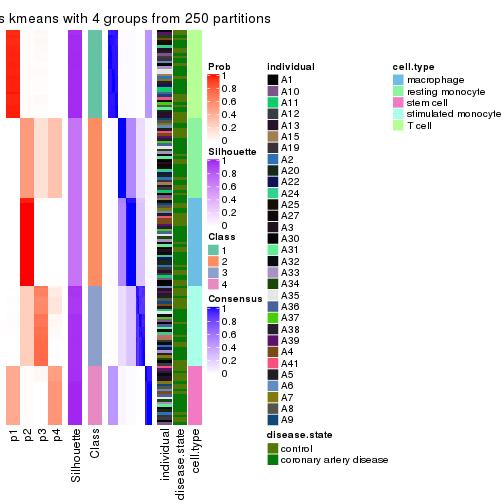 s kmeans with 4 groups from 250 partitions
Prob
1
0.8
0.6
0.4
0.2
0
Silhouette
1
0.8
0.6
0.4
0.2
0
Class
1
2
3
4
Consensus
1
0.8
0.6
0.4
0.2
0
individual
A1
A10
A11
A12
A13
A15
A19
A2
A20
A22
A24
A25
A27
A3
A30
A31
A32
A33
A34
A35
A36
A37
A38
A39
A4
A41
A5
A6
A7
A8
A9
disease.state
control
coronary artery disease
cell.type
macrophage
resting monocyte
stem cell
stimulated monocyte
T cell
p1
p2
p3
p4
Silhouette
Class
individual
disease.state
cell.type